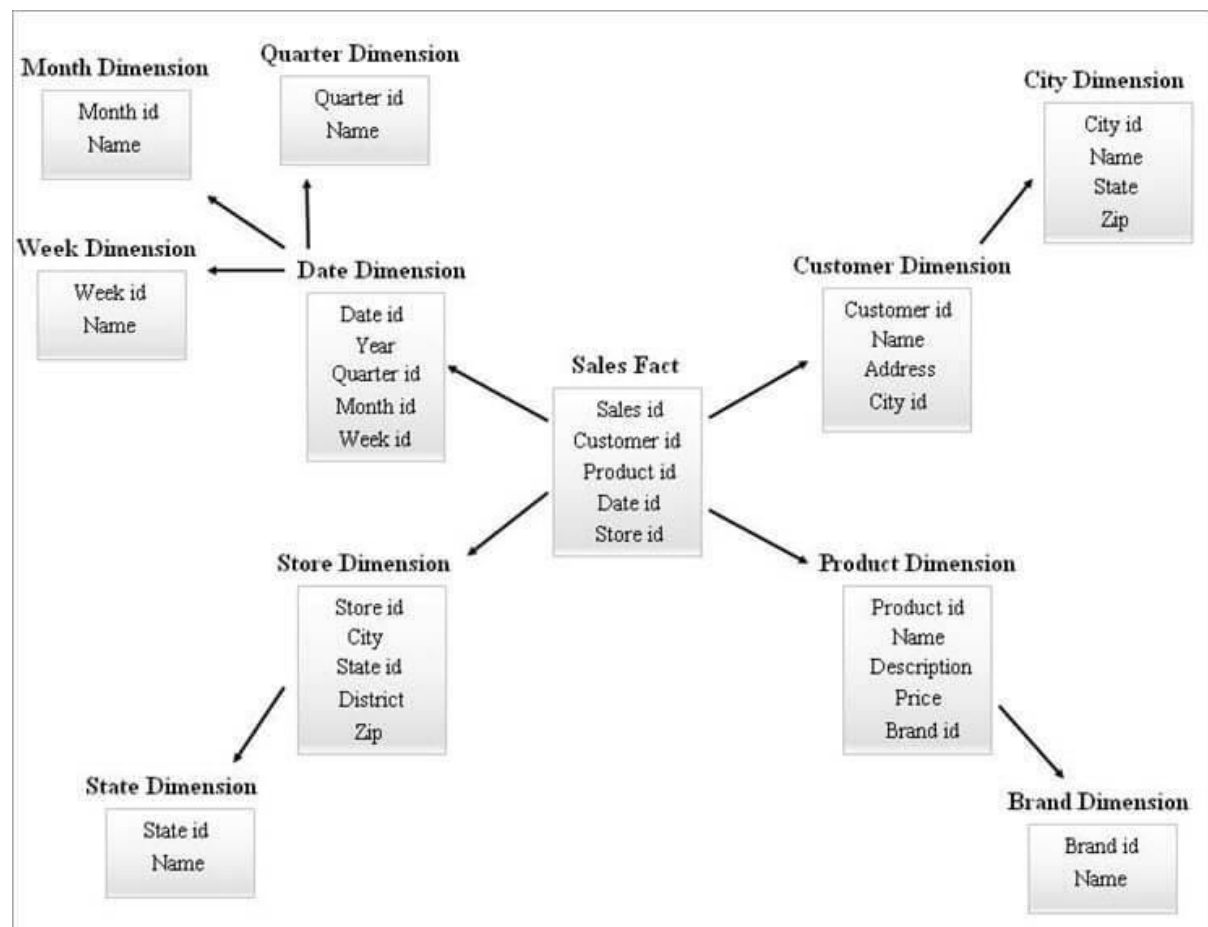 Month Dimension
Month id
Name
Quarter Dimension
Quarter id
Name
City Dimension
City id
Name
State
Zip
Week Dimension
Week id
Name
Date Dimension
Date id
Year
Quarter id
Month id
Week id
Customer Dimension
Customer id
Name
Address
City id
Sales Fact
Sales id
Customer id
Product id
Date id
Store id
Store Dimension
Store id
City
State id
District
Zip
Product Dimension
Product id
Name
Description
Price
Brand id
State Dimension
State id
Name
Brand Dimension
Brand id
Name